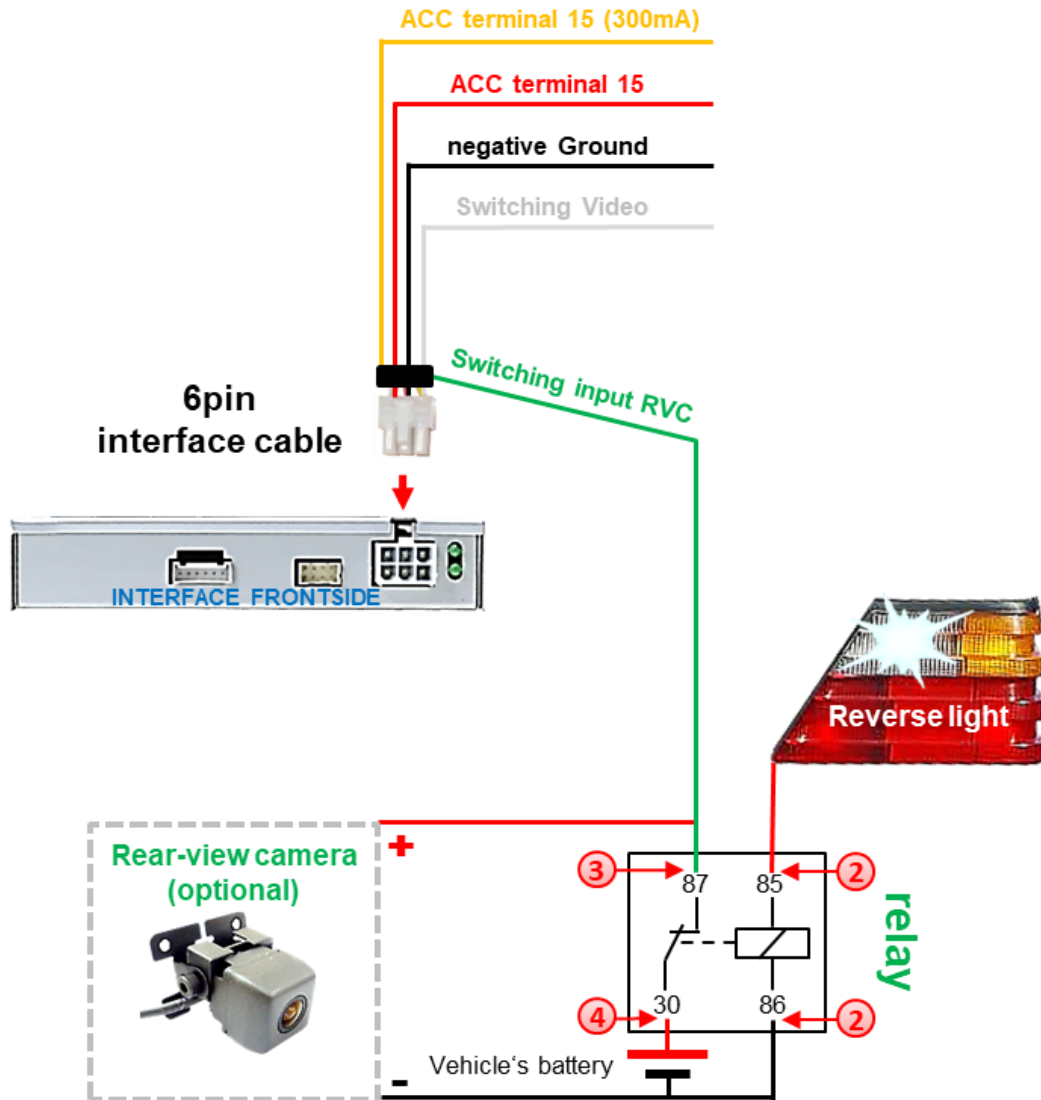 ACC terminal 15 (300mA)
ACC terminal 15
negative Ground
Switching Video
Switching input RVC
6pin
interface cable
INTERFACE FRONTSIDE
Reverse light
+
Rear-view camera
(optional)
3
87
85
2
relay
4
30
86
2
Vehicle‘s battery
-